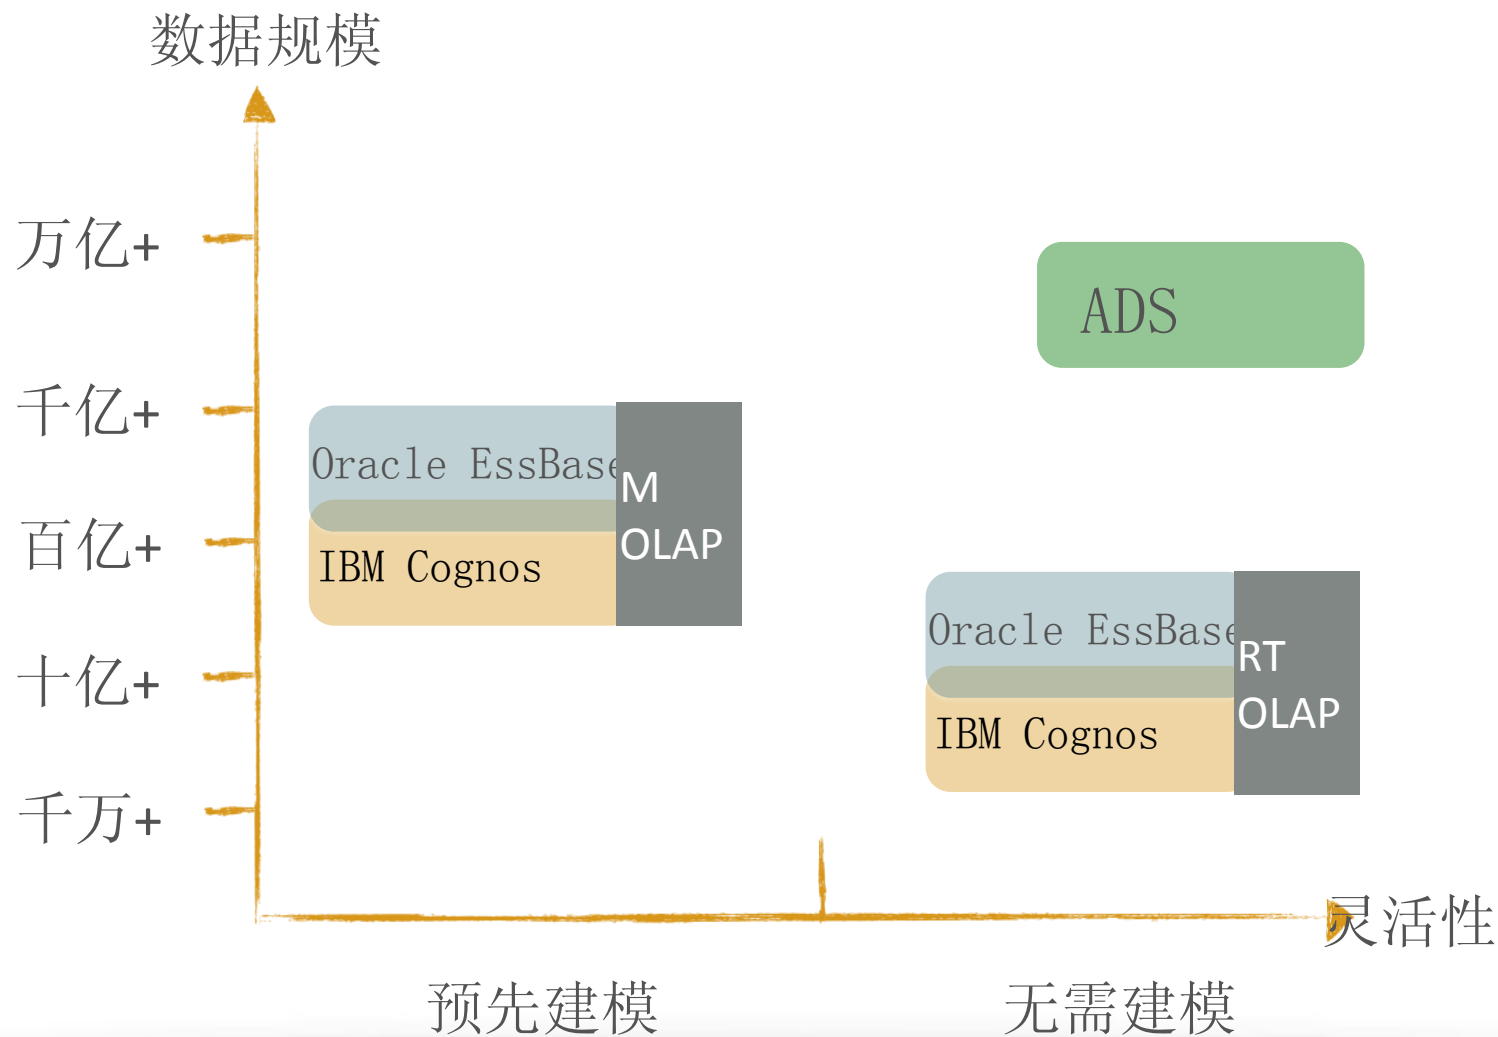 数据规模
万亿+
ADS
千亿+
Oracle EssBase
M
OLAP
百亿+
IBM Cognos
Oracle EssBase
RT
OLAP
十亿+
IBM Cognos
千万+
灵活性
预先建模
无需建模